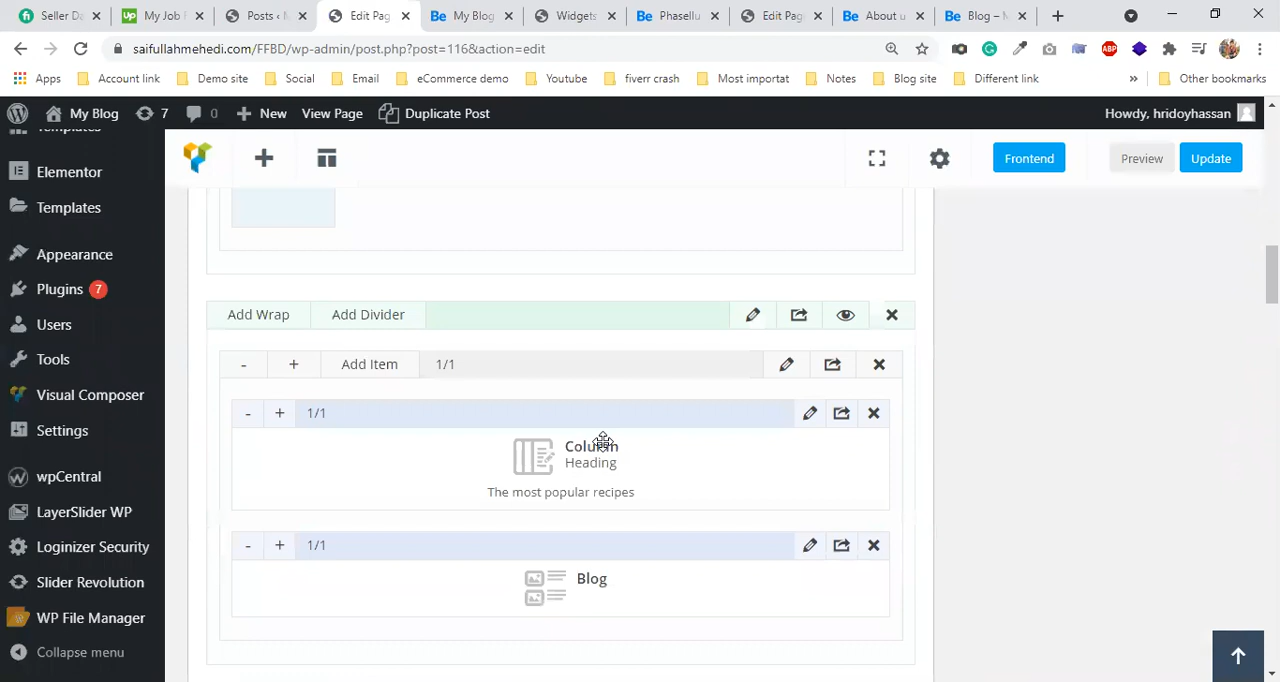 Seller Da
My Job F
Posts ‹ M
Edit Pag
My Blog
Widgets
Phasellu
Edit Pag
About u
Blog – M
saifullahmehedi.com/FFBD/wp-admin/post.php?post=116&action=edit
Apps
Account link
Demo site
Social
Email
eCommerce demo
Youtube
fiverr crash
Most importat
Notes
Blog site
Different link
»
Other bookmarks
My Blog
7
0
New
View Page
Duplicate Post
Howdy, hridoyhassan
Templates
Elementor
Templates
Appearance
Plugins 7
Users
Tools
Visual Composer
Settings
wpCentral
LayerSlider WP
Loginizer Security
Slider Revolution
WP File Manager
Collapse menu
Frontend
Preview
Update
Add Wrap
Add Divider
- + Add Item 1/1
- + 1/1
Column
Heading
The most popular recipes
- + 1/1
Blog